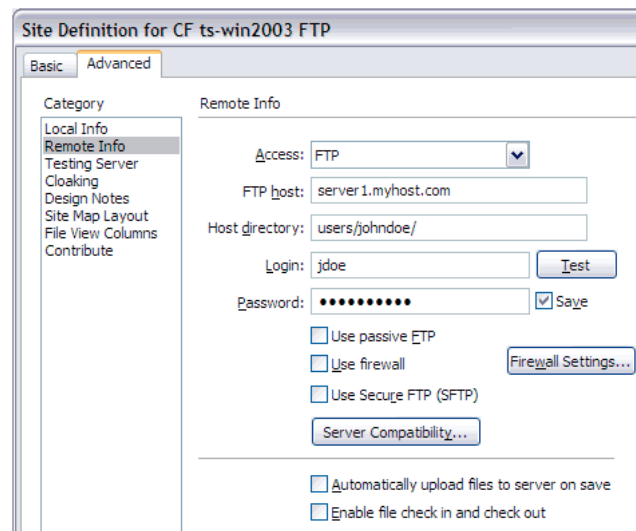 Site Definition for CF ts-win2003 FTP
Basic
Advanced
Category
Local Info
Remote Info
Testing Server
Cloaking
Design Notes
Site Map Layout
File View Columns
Contribute
Remote Info
Access: FTP
FTP host: server1.myhost.com
Host directory: users/johndoe/
Login: jdoe Test
Password: •••••••••• Save
Use passive FTP
Use firewall Firewall Settings...
Use Secure FTP (SFTP)
Server Compatibility...
Automatically upload files to server on save
Enable file check in and check out